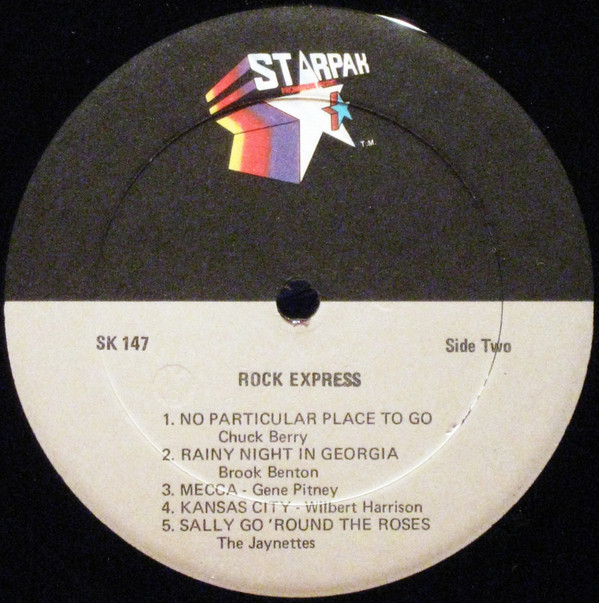 STARPAK
T.M.
SK 147
Side Two
ROCK EXPRESS
1. NO PARTICULAR PLACE TO GO
Chuck Berry
2. RAINY NIGHT IN GEORGIA
Brook Benton
3. MECCA - Gene Pitney
4. KANSAS CITY - Wilbert Harrison
5. SALLY GO 'ROUND THE ROSES
The Jaynettes